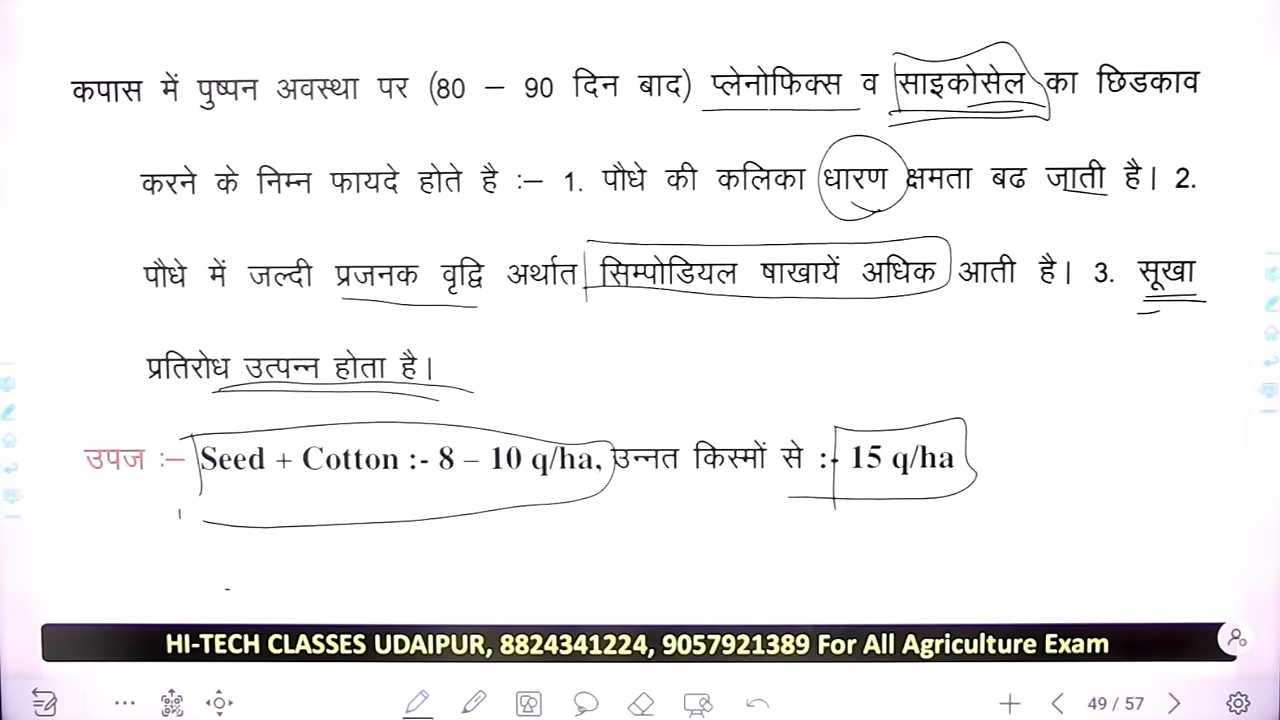 कपास में पुष्पन अवस्था पर (80 – 90 दिन बाद) प्लेनोफिक्स व साइकोसेल का छिडकाव
करने के निम्न फायदे होते है :– 1. पौधे की कलिका धारण क्षमता बढ जाती है। 2.
पौधे में जल्दी प्रजनक वृद्वि अर्थात सिम्पोडियल षाखायें अधिक आती है। 3. सूखा
प्रतिरोध उत्पन्न होता है।
उपज :– Seed + Cotton :- 8 – 10 q/ha, उन्नत किस्मों से :- 15 q/ha
HI-TECH CLASSES UDAIPUR, 8824341224, 9057921389 For All Agriculture Exam
49 / 57